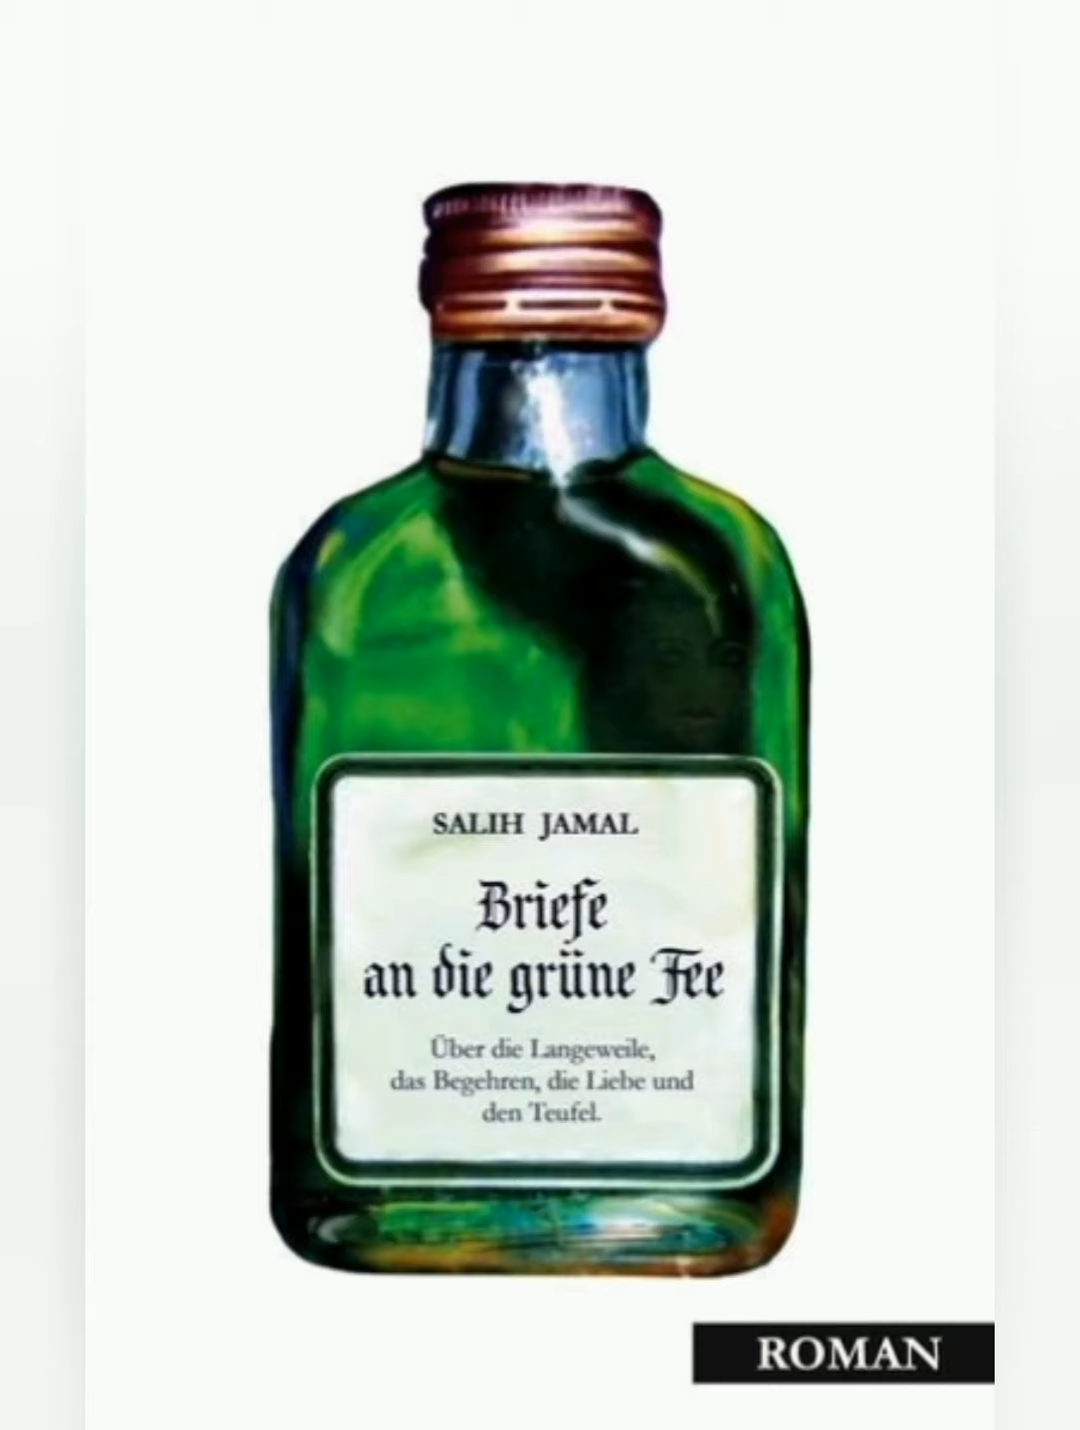 SALIH JAMAL
Briefe
an die grüne Fee
Über die Langeweile,
das Begehren, die Liebe und
den Teufel.
ROMAN